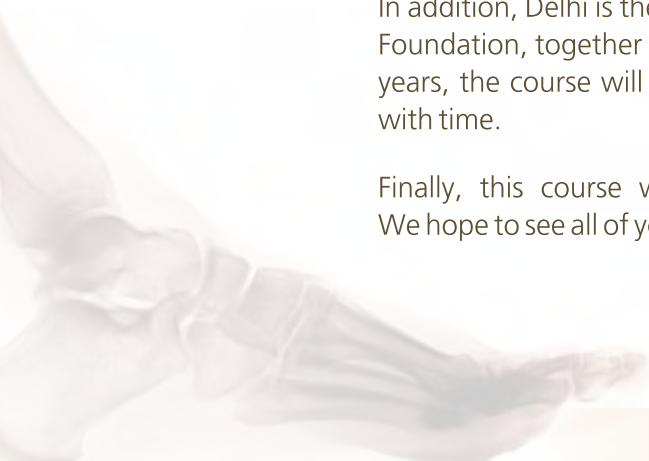 In addition, Delhi is the
Foundation, together
years, the course will
with time.
Finally, this course
We hope to see all of